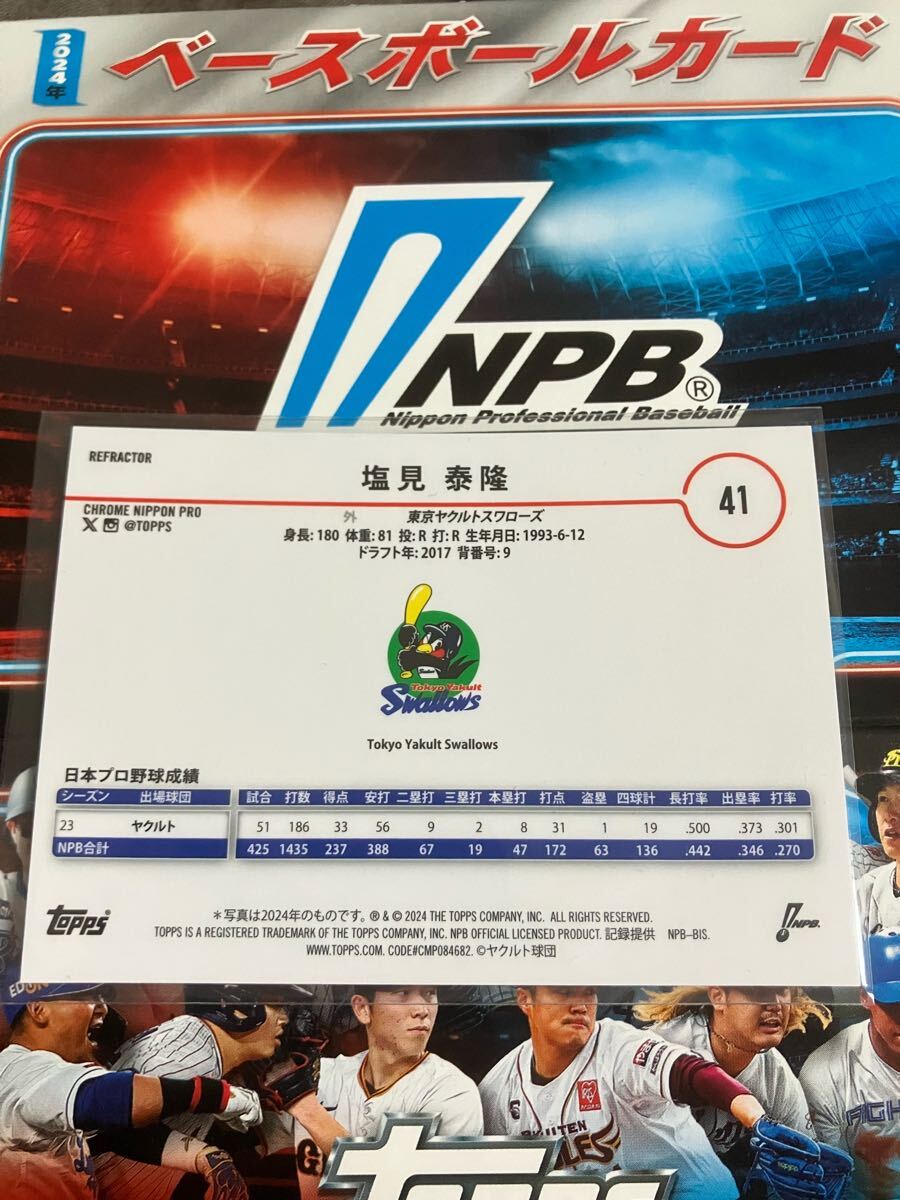 2024年
ベースボールカード
NPB®
Nippon Professional Baseball
REFRACTOR
塩見 泰隆
41
CHROME NIPPON PRO
X @TOPPS
外 東京ヤクルトスワローズ
身長: 180 体重: 81 投: R 打: R 生年月日: 1993-6-12
ドラフト年: 2017 背番号: 9
Tokyo Yakult
Swallows
Tokyo Yakult Swallows
日本プロ野球成績
シーズン 出場球団 試合 打数 得点 安打 二塁打 三塁打 本塁打 打点 盗塁 四球計 長打率 出塁率 打率
23 ヤクルト 51 186 33 56 9 2 8 31 1 19 .500 .373 .301
NPB合計 425 1435 237 388 67 19 47 172 63 136 .442 .346 .270
topps
*写真は2024年のものです。 ® & © 2024 THE TOPPS COMPANY, INC. ALL RIGHTS RESERVED.
TOPPS IS A REGISTERED TRADEMARK OF THE TOPPS COMPANY, INC. NPB OFFICIAL LICENSED PRODUCT. 記録提供 NPB-BIS.
WWW.TOPPS.COM. CODE#CMP084682. ©ヤクルト球団
NPB.